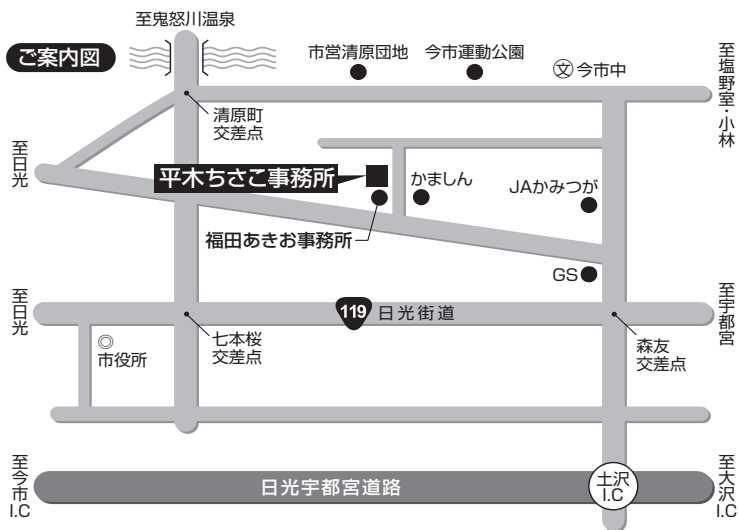 至鬼怒川温泉
ご案内図
市営清原団地
今市運動公園
文今市中
至塩野室・小林
清原町
交差点
至日光
平木ちさこ事務所
かましん
JAかみつが
福田あきお事務所
GS
至日光
119
日光街道
至宇都宮
七本桜
交差点
森友
交差点
◎
市役所
至今市I.C
日光宇都宮道路
土沢
I.C
至大沢I.C